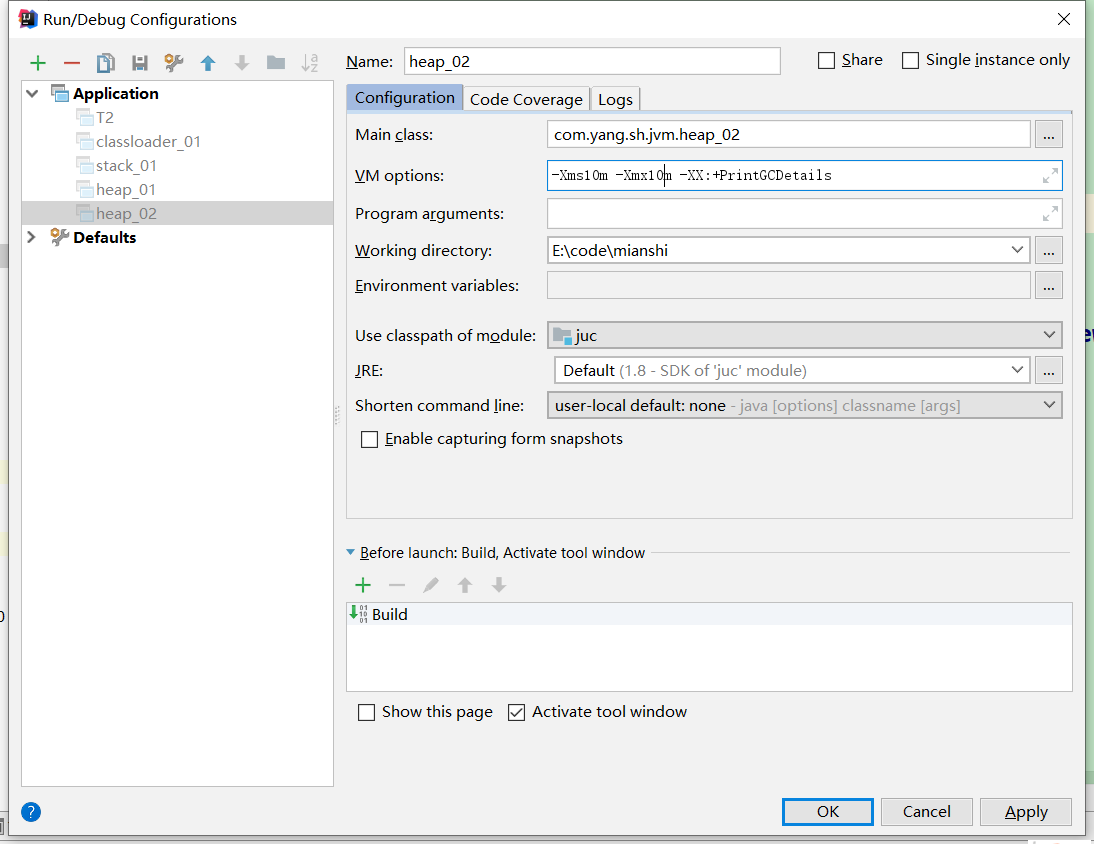 Run/Debug Configurations
Name: heap_02
Share
Single instance only
Application
T2
classloader_01
stack_01
heap_01
heap_02
Defaults
Configuration
Code Coverage
Logs
Main class: com.yang.sh.jvm.heap_02 ...
VM options: -Xms10m -Xmx10m -XX:+PrintGCDetails
Program arguments:
Working directory: E:\code\mianshi ...
Environment variables: ...
Use classpath of module: juc
JRE: Default (1.8 - SDK of 'juc' module) ...
Shorten command line: user-local default: none - java [options] classname [args]
Enable capturing form snapshots
Before launch: Build, Activate tool window
Build
Show this page
Activate tool window
?
OK
Cancel
Apply